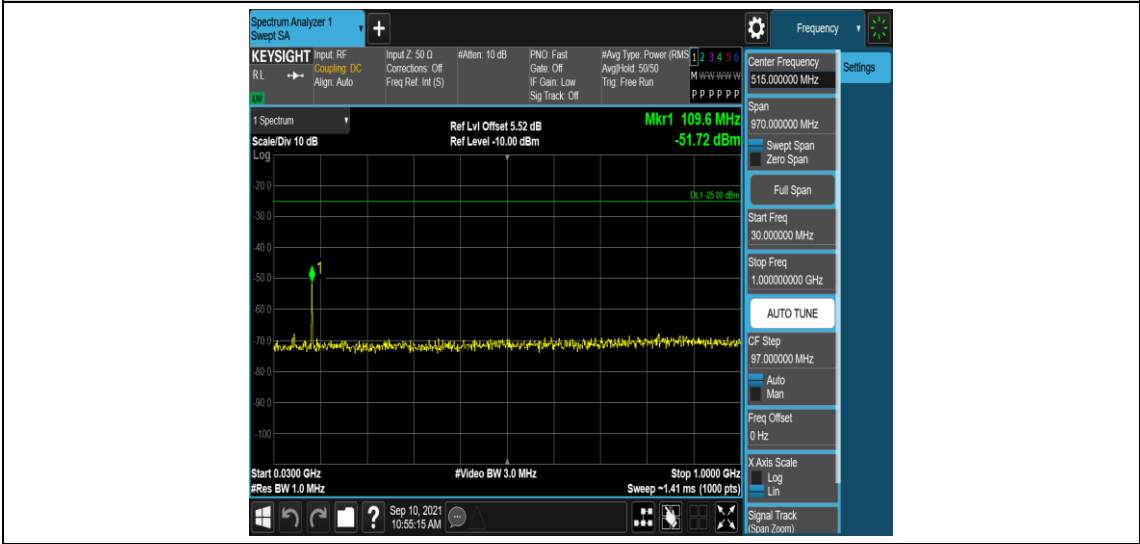 Spectrum Analyzer 1
Swept SA
+
Frequency
KEYSIGHT
RL
LXI
Input: RF
Coupling: DC
Align: Auto
Input Z: 50 Ω
Corrections: Off
Freq Ref: Int (S)
#Atten: 10 dB
PNO: Fast
Gate: Off
IF Gain: Low
Sig Track: Off
#Avg Type: Power (RMS
Avg|Hold: 50/50
Trig: Free Run
1 2 3 4 5 6
M W W W W W
P P P P P P
1 Spectrum
Scale/Div 10 dB
Log
Ref Lvl Offset 5.52 dB
Ref Level -10.00 dBm
Mkr1 109.6 MHz
-51.72 dBm
-20.0
DL1 -25.00 dBm
-30.0
-40.0
1
-50.0
-60.0
-70.0
-80.0
-90.0
-100
Start 0.0300 GHz
#Res BW 1.0 MHz
#Video BW 3.0 MHz
Stop 1.0000 GHz
Sweep ~1.41 ms (1000 pts)
?
Sep 10, 2021
10:55:15 AM
Center Frequency
515.000000 MHz
Settings
Span
970.000000 MHz
Swept Span
Zero Span
Full Span
Start Freq
30.000000 MHz
Stop Freq
1.000000000 GHz
AUTO TUNE
CF Step
97.000000 MHz
Auto
Man
Freq Offset
0 Hz
X Axis Scale
Log
Lin
Signal Track
(Span Zoom)